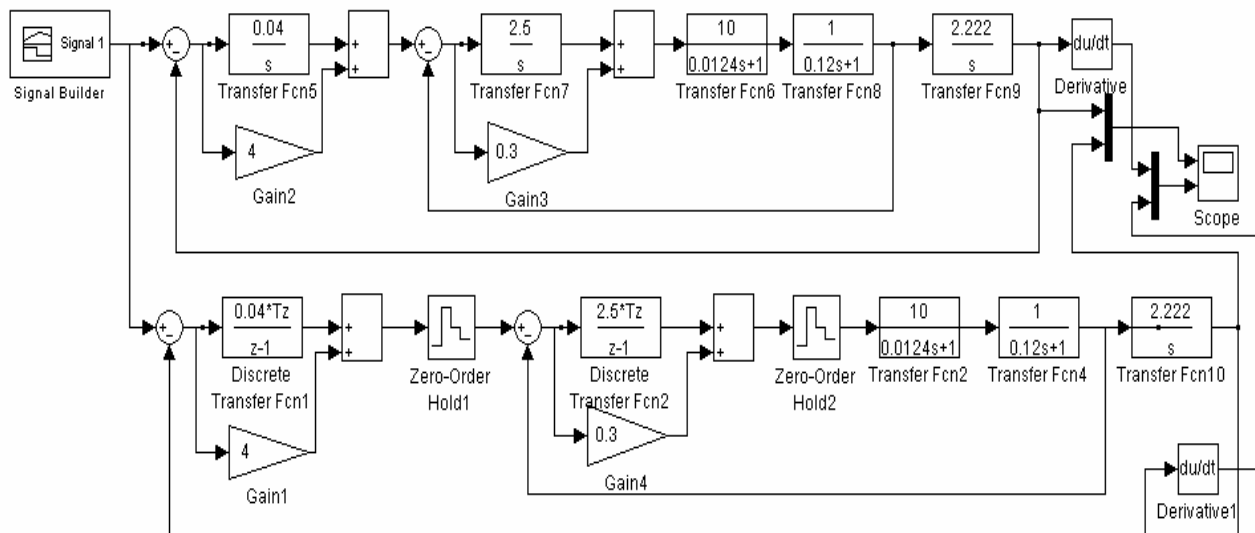 Signal 1
Signal Builder
+
-
0.04
s
Transfer Fcn5
4
Gain2
+
+
+
-
2.5
s
Transfer Fcn7
0.3
Gain3
+
+
10
0.0124s+1
Transfer Fcn6
1
0.12s+1
Transfer Fcn8
2.222
s
Transfer Fcn9
du/dt
Derivative
Scope
+
-
0.04*Tz
z-1
Discrete
Transfer Fcn1
4
Gain1
+
+
Zero-Order
Hold1
+
-
2.5*Tz
z-1
Discrete
Transfer Fcn2
0.3
Gain4
+
+
Zero-Order
Hold2
10
0.0124s+1
Transfer Fcn2
1
0.12s+1
Transfer Fcn4
2.222
s
Transfer Fcn10
du/dt
Derivative1